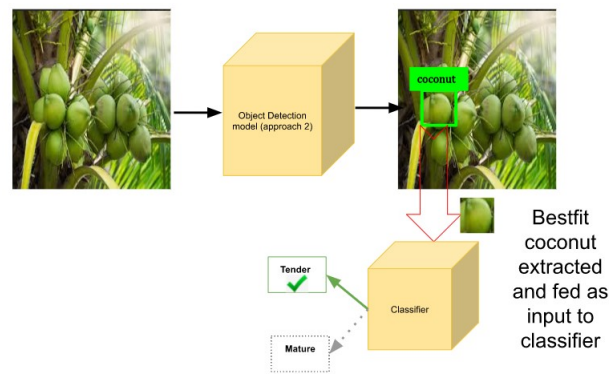 coconut
Object Detection
model (approach 2)
Bestfit
coconut
extracted
and fed as
input to
classifier
Tender
Classifier
Mature